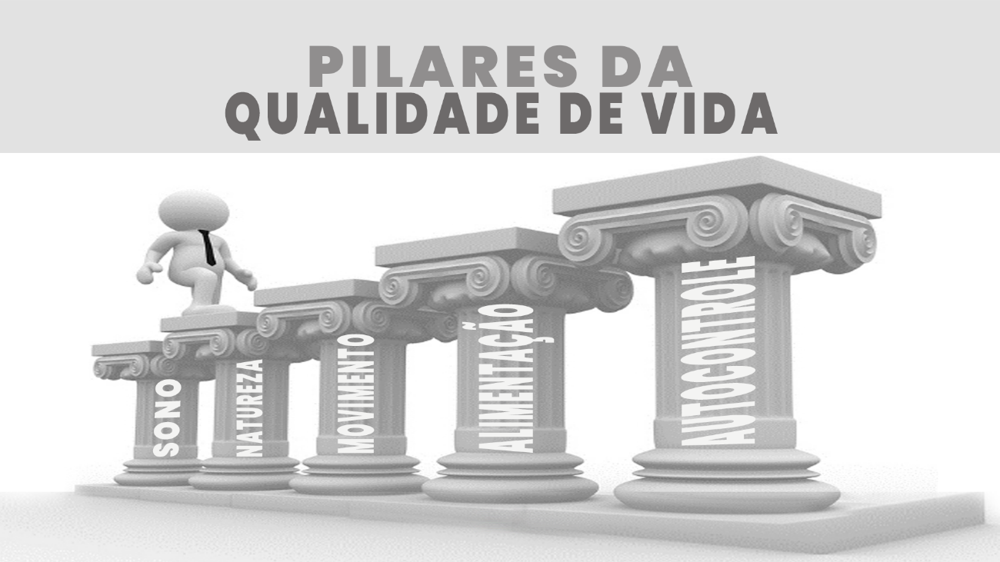 PILARES DA
QUALIDADE DE VIDA
SONO
NATUREZA
MOVIMENTO
ALIMENTAÇÃO
AUTOCONTROLE